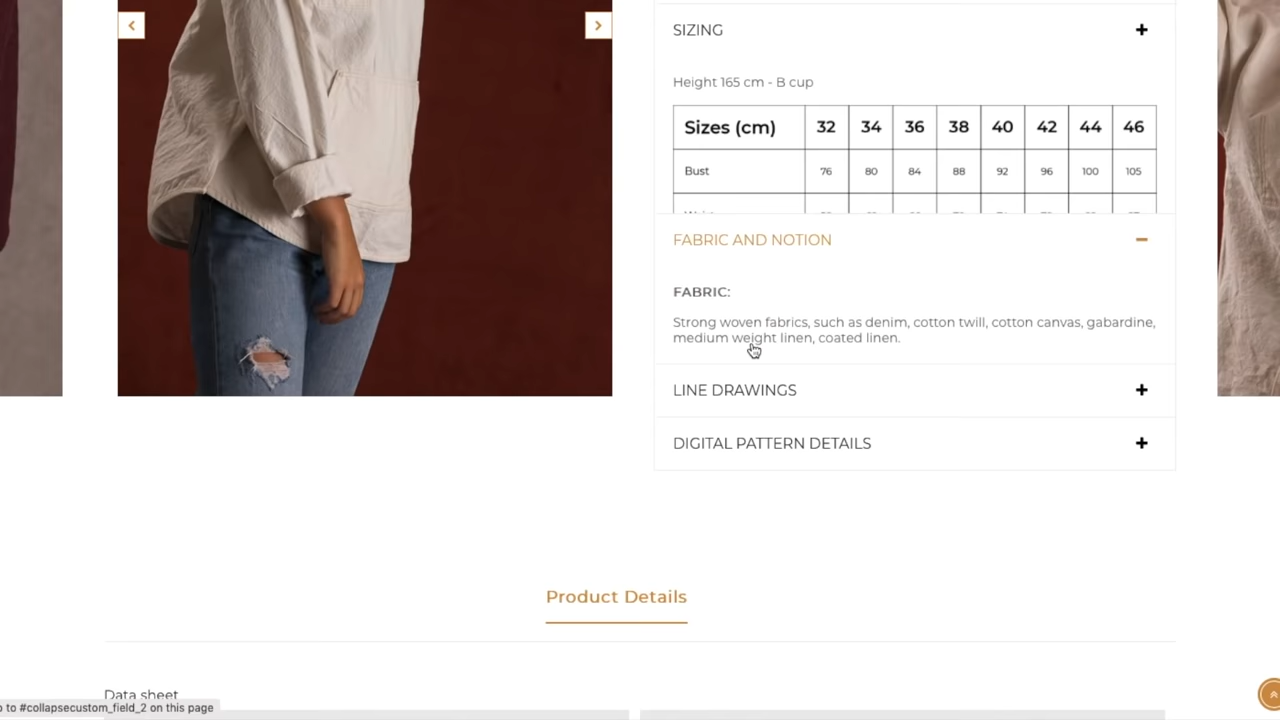 SIZING
Height 165 cm - B cup
Sizes (cm) 32 34 36 38 40 42 44 46
Bust 76 80 84 88 92 96 100 105
FABRIC AND NOTION
FABRIC:
Strong woven fabrics, such as denim, cotton twill, cotton canvas, gabardine,
medium weight linen, coated linen.
LINE DRAWINGS
DIGITAL PATTERN DETAILS
Product Details
Data sheet
to #collapsecustom_field_2 on this page